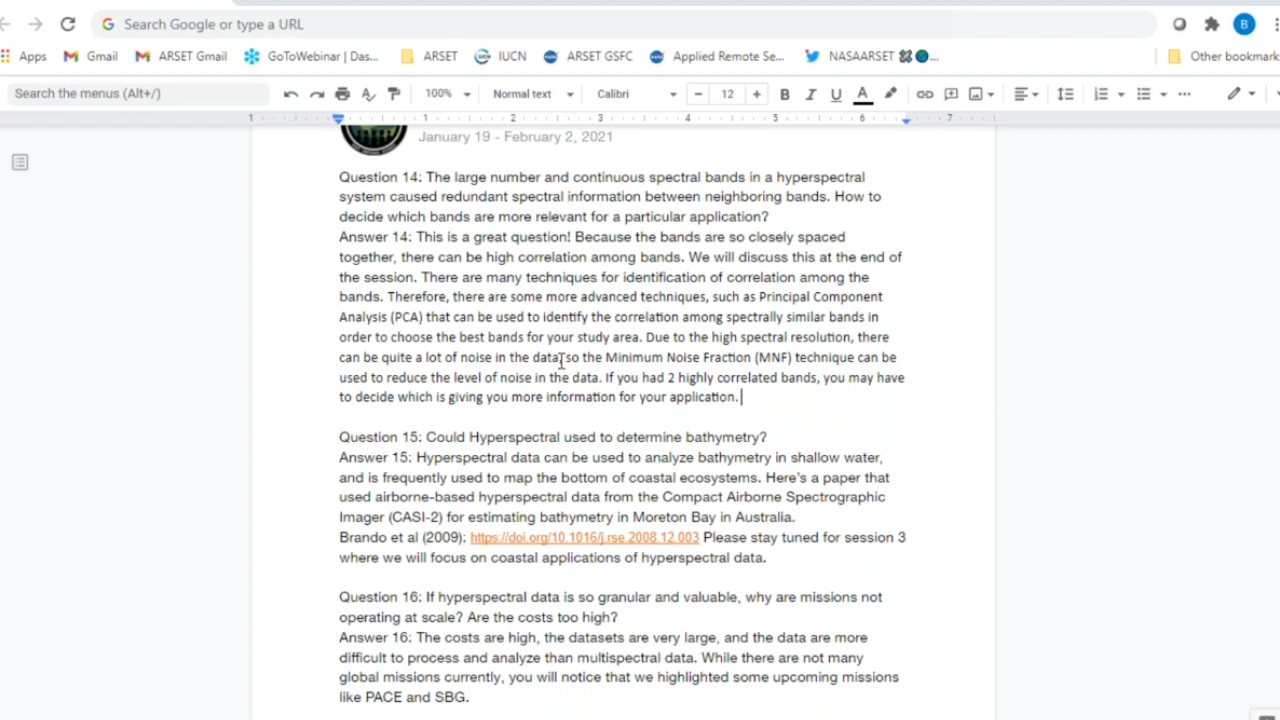 Search Google or type a URL
B
Apps Gmail ARSET Gmail GoToWebinar | Das... ARSET IUCN ARSET GSFC Applied Remote Se... NASAARSET ... Other bookmark
Search the menus (Alt+/) 100% Normal text Calibri 12 B I U A
1 1 2 3 4 5 6 7
January 19 - February 2, 2021
Question 14: The large number and continuous spectral bands in a hyperspectral
system caused redundant spectral information between neighboring bands. How to
decide which bands are more relevant for a particular application?
Answer 14: This is a great question! Because the bands are so closely spaced
together, there can be high correlation among bands. We will discuss this at the end of
the session. There are many techniques for identification of correlation among the
bands. Therefore, there are some more advanced techniques, such as Principal Component
Analysis (PCA) that can be used to identify the correlation among spectrally similar bands in
order to choose the best bands for your study area. Due to the high spectral resolution, there
can be quite a lot of noise in the data, so the Minimum Noise Fraction (MNF) technique can be
used to reduce the level of noise in the data. If you had 2 highly correlated bands, you may have
to decide which is giving you more information for your application.
Question 15: Could Hyperspectral used to determine bathymetry?
Answer 15: Hyperspectral data can be used to analyze bathymetry in shallow water,
and is frequently used to map the bottom of coastal ecosystems. Here's a paper that
used airborne-based hyperspectral data from the Compact Airborne Spectrographic
Imager (CASI-2) for estimating bathymetry in Moreton Bay in Australia.
Brando et al (2009): https://doi.org/10.1016/j.rse.2008.12.003 Please stay tuned for session 3
where we will focus on coastal applications of hyperspectral data.
Question 16: If hyperspectral data is so granular and valuable, why are missions not
operating at scale? Are the costs too high?
Answer 16: The costs are high, the datasets are very large, and the data are more
difficult to process and analyze than multispectral data. While there are not many
global missions currently, you will notice that we highlighted some upcoming missions
like PACE and SBG.